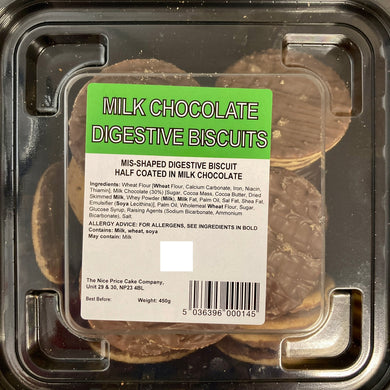 MILK CHOCOLATE
DIGESTIVE BISCUITS
MIS-SHAPED DIGESTIVE BISCUIT
HALF COATED IN MILK CHOCOLATE
Ingredients: Wheat Flour [Wheat Flour, Calcium Carbonate, Iron, Niacin,
Thiamin], Milk Chocolate (30%) [Sugar, Cocoa Mass, Cocoa Butter, Dried
Skimmed Milk, Whey Powder (Milk), Milk Fat, Palm Oil, Sal Fat, Shea Fat,
Emulsifier (Soya Lecithins)], Palm Oil, Wholemeal Wheat Flour, Sugar,
Glucose Syrup, Raising Agents (Sodium Bicarbonate, Ammonium
Bicarbonate), Salt.
ALLERGY ADVICE: FOR ALLERGENS, SEE INGREDIENTS IN BOLD
Contains: Milk, wheat, soya
May contain: Milk
The Nice Price Cake Company,
Unit 29 & 30, NP23 4BL
Best Before: Weight: 450g
5 036396 000145